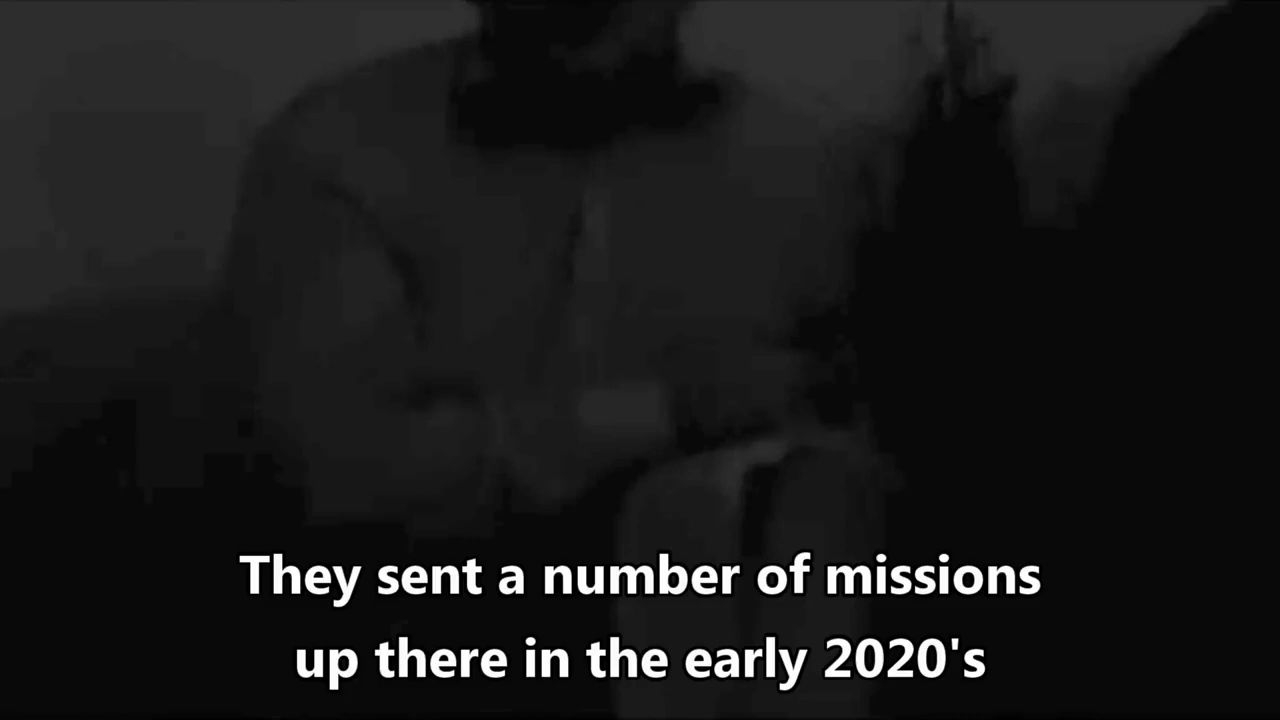 They sent a number of missions
up there in the early 2020's